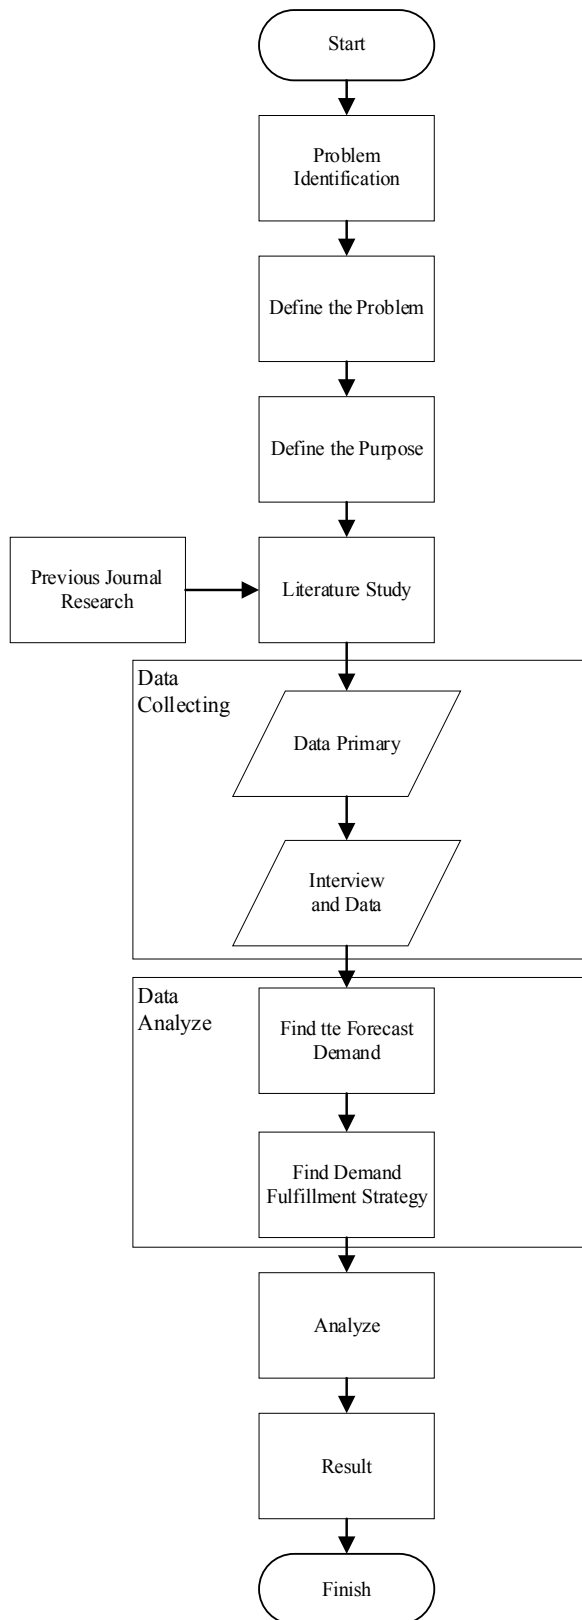 Start
Problem
Identification
Define the Problem
Define the Purpose
Previous Journal
Research
Literature Study
Data
Collecting
Data Primary
Interview
and Data
Data
Analyze
Find tte Forecast
Demand
Find Demand
Fulfillment Strategy
Analyze
Result
Finish